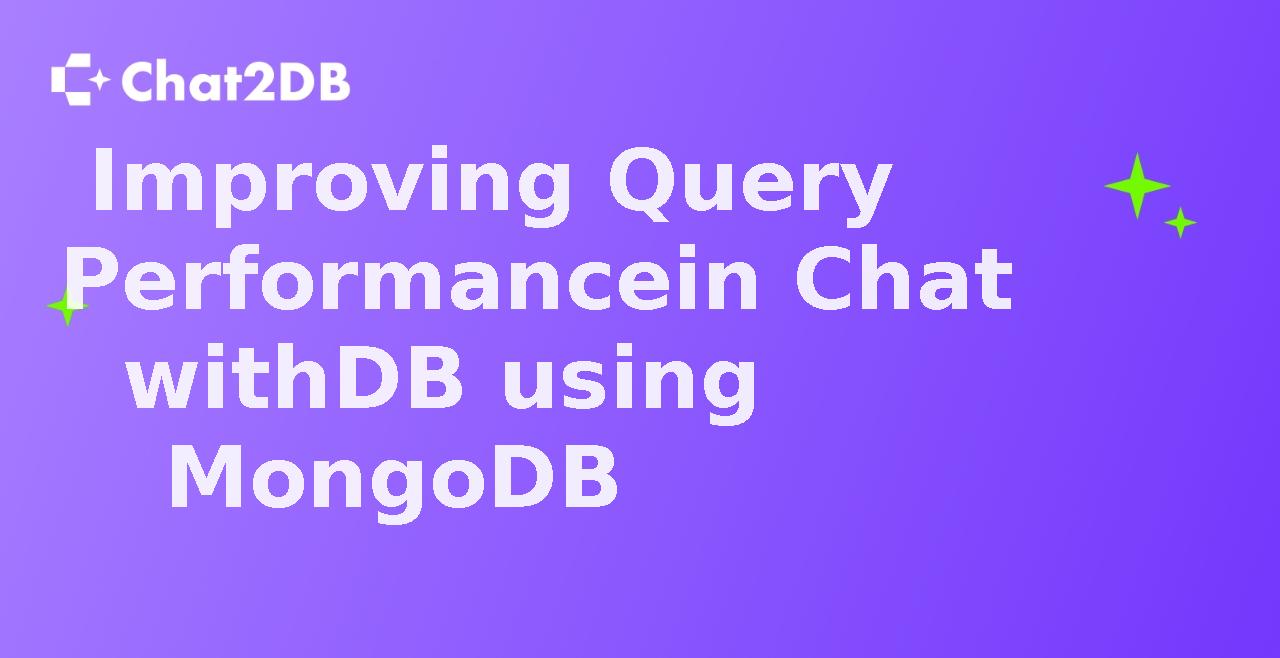 Chat2DB
Improving Query
Performancein Chat
withDB using
MongoDB